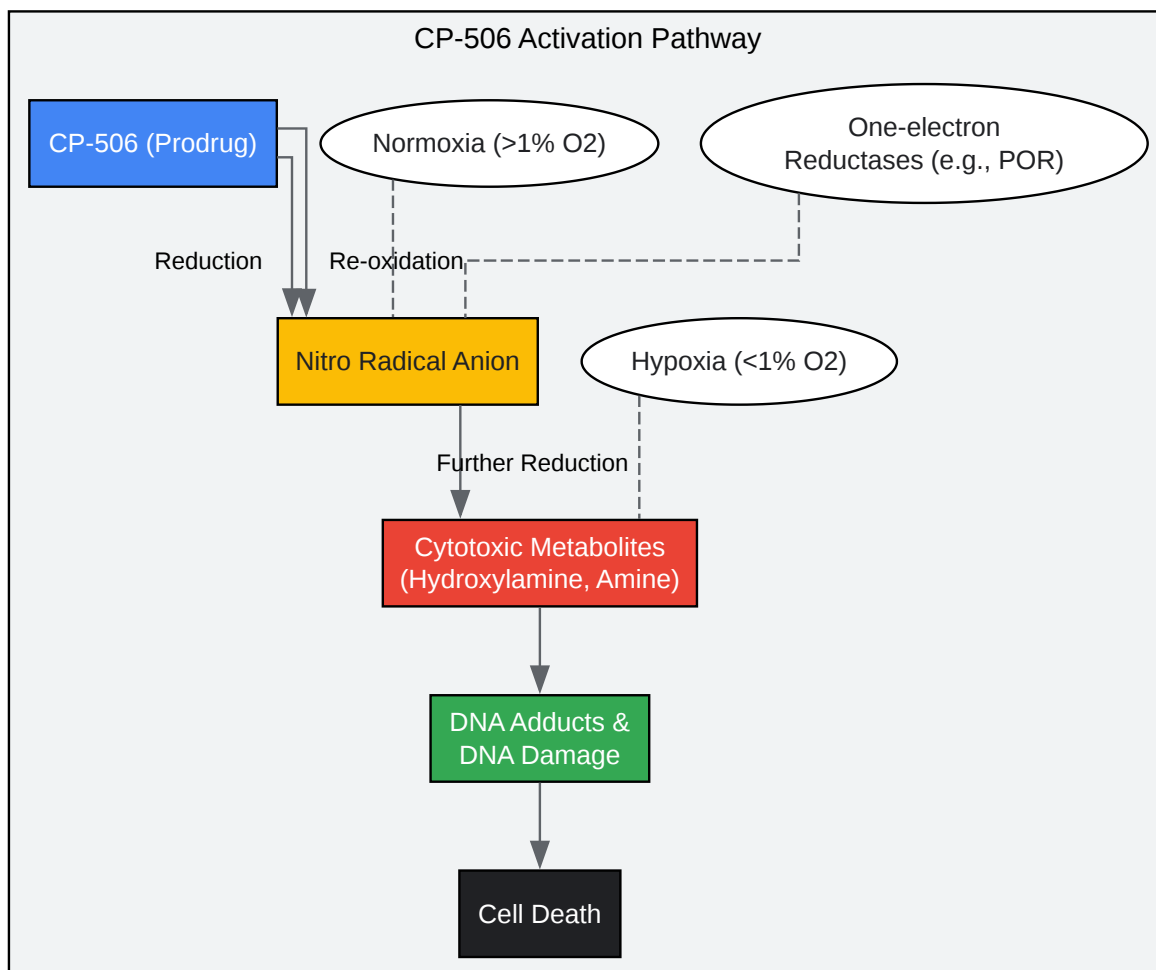 CP-506 Activation Pathway
CP-506 (Prodrug)
Normoxia (>1% O2)
One-electron
Reductases (e.g., POR)
Reduction
Re-oxidation
Nitro Radical Anion
Hypoxia (<1% O2)
Further Reduction
Cytotoxic Metabolites
(Hydroxylamine, Amine)
DNA Adducts &
DNA Damage
Cell Death